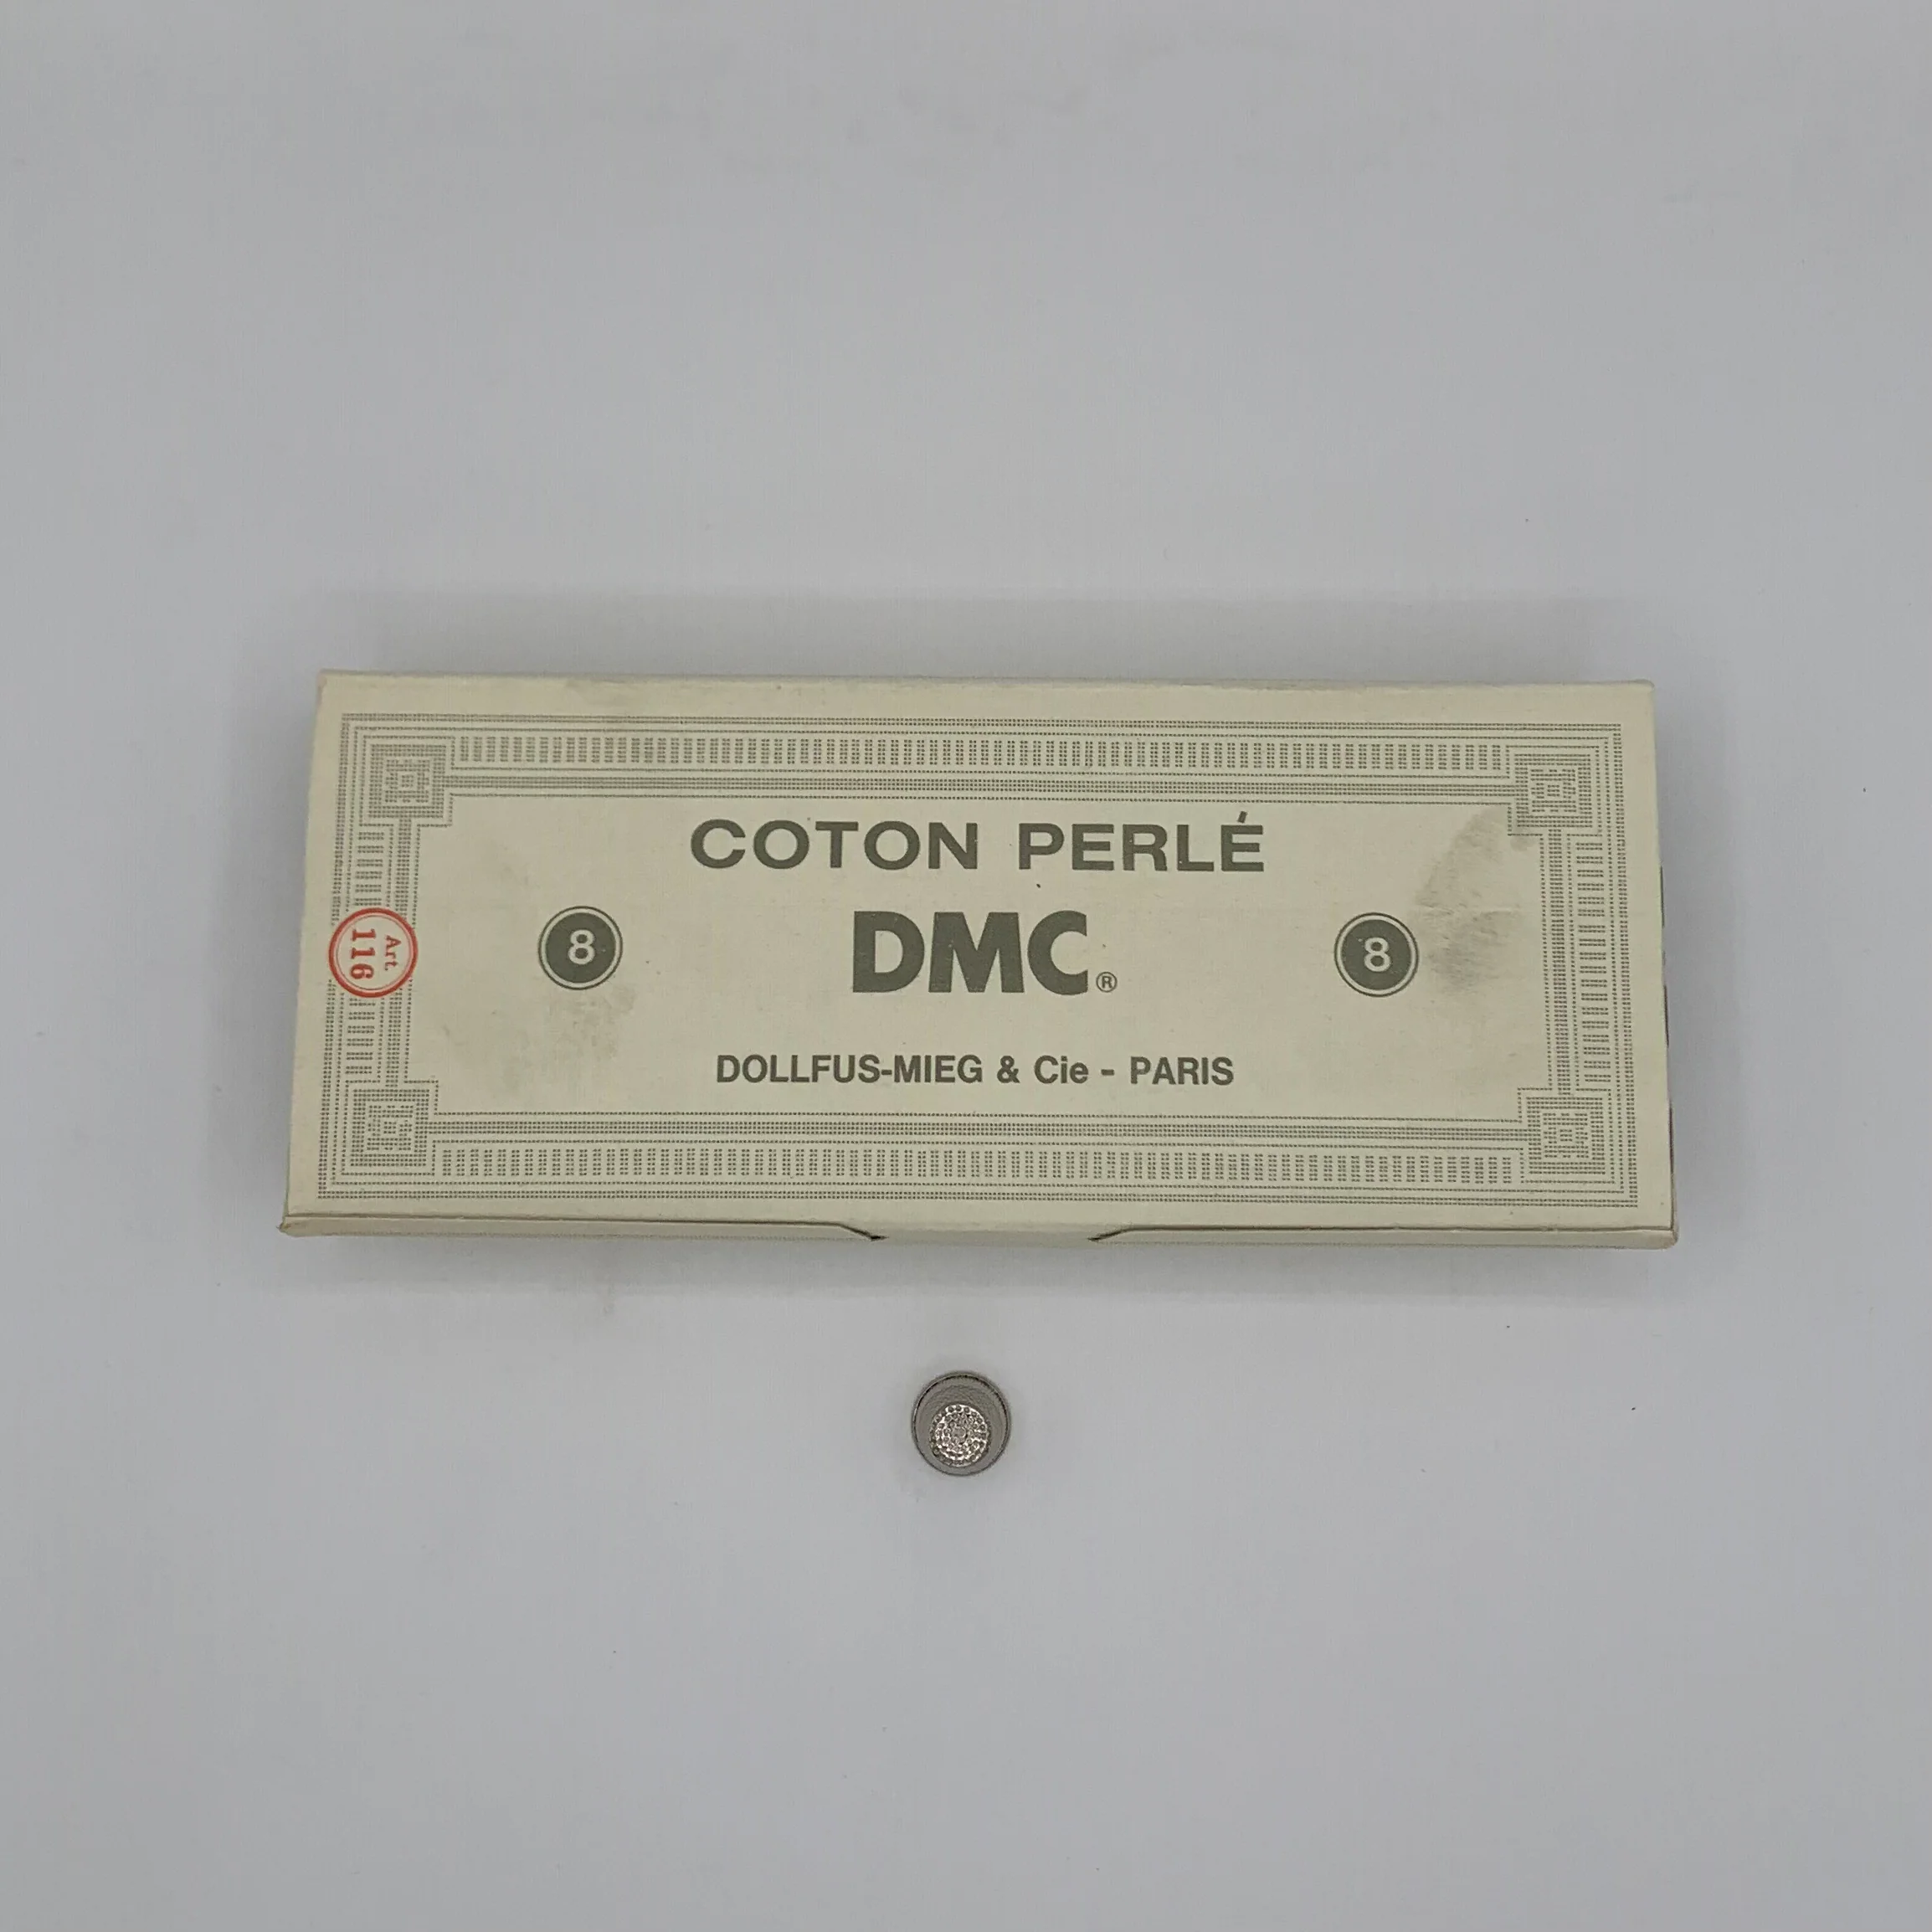 COTON PERLÉ
Art.
116
8
DMC®
8
DOLLFUS-MIEG & Cie - PARIS